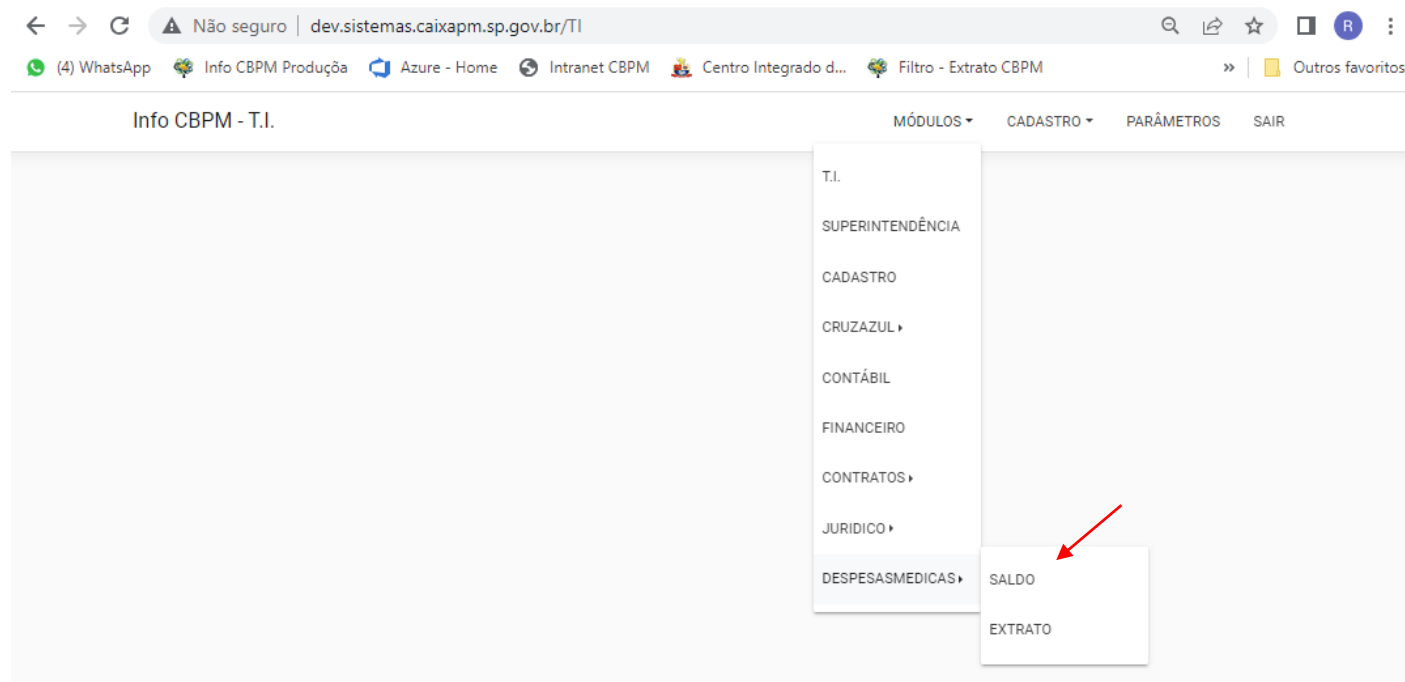 Não seguro | dev.sistemas.caixapm.sp.gov.br/TI R
(4) WhatsApp Info CBPM Produçõa Azure - Home Intranet CBPM Centro Integrado d... Filtro - Extrato CBPM » Outros favoritos
Info CBPM - T.I. MÓDULOS CADASTRO PARÂMETROS SAIR
T.I.
SUPERINTENDÊNCIA
CADASTRO
CRUZAZUL
CONTÁBIL
FINANCEIRO
CONTRATOS
JURIDICO
DESPESASMEDICAS SALDO
EXTRATO